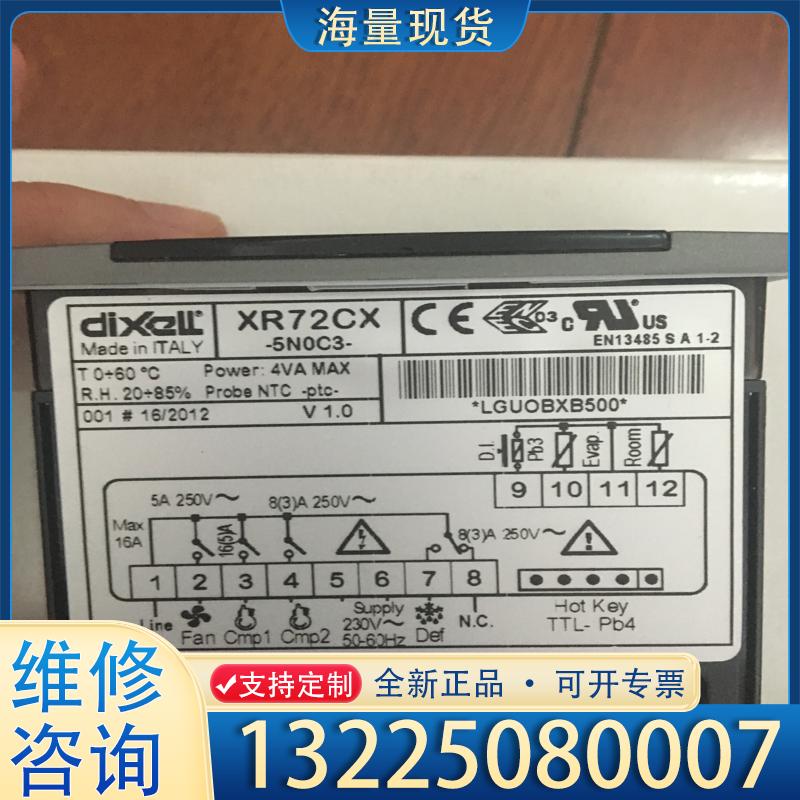 海量现货
dixell
Made in ITALY
XR72CX
-5N0C3-
CE 03 c RU US
EN13485 S A 1-2
T 0÷60 °C Power: 4VA MAX
R.H. 20÷85% Probe NTC -ptc-
001 # 16/2012 V 1.0
*LGUOBXB500*
D.I. Pb3 Evap. Room
9 10 11 12
5A 250V~ 8(3)A 250V~
Max 16A 16(5)A 8(3)A 250V~
1 2 3 4 5 6 7 8
Line Fan Cmp1 Cmp2 Supply 230V~ 50-60Hz Def N.C.
Hot Key
TTL- Pb4
维修
咨询
支持定制 全新正品 · 可开专票
13225080007